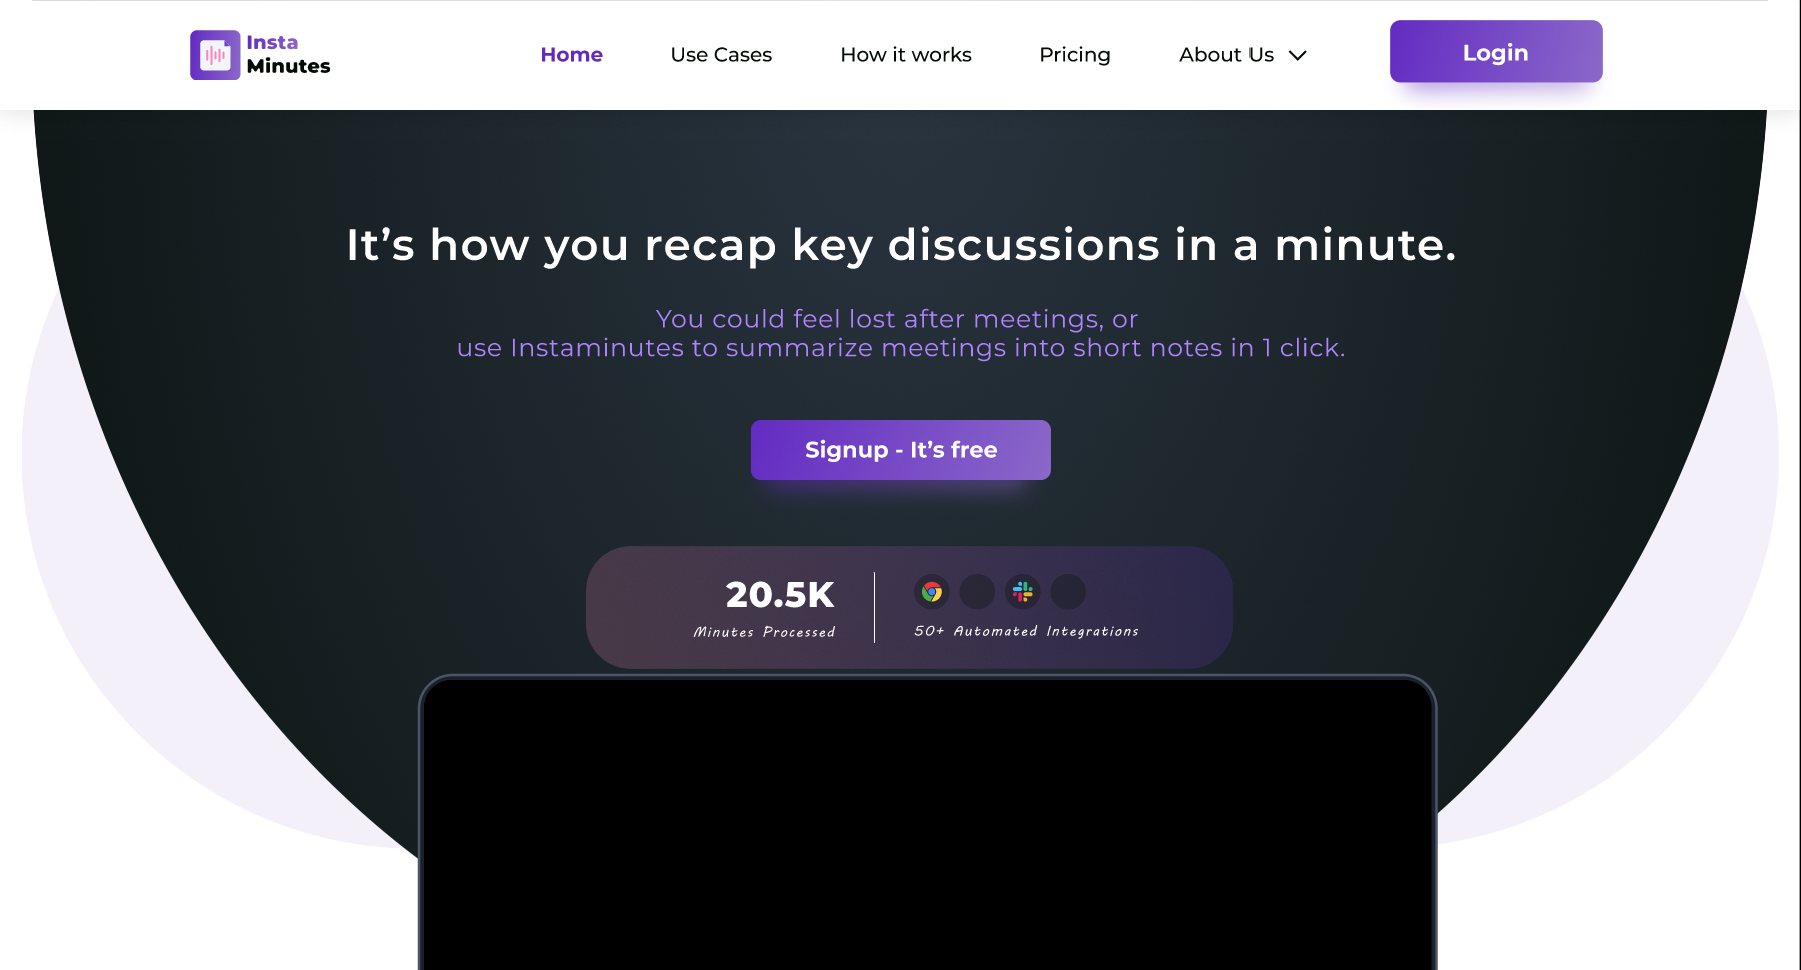 Insta
Minutes
Home
Use Cases
How it works
Pricing
About Us
Login
It’s how you recap key discussions in a minute.
You could feel lost after meetings, or
use Instaminutes to summarize meetings into short notes in 1 click.
Signup - It’s free
20.5K
Minutes Processed
50+ Automated Integrations